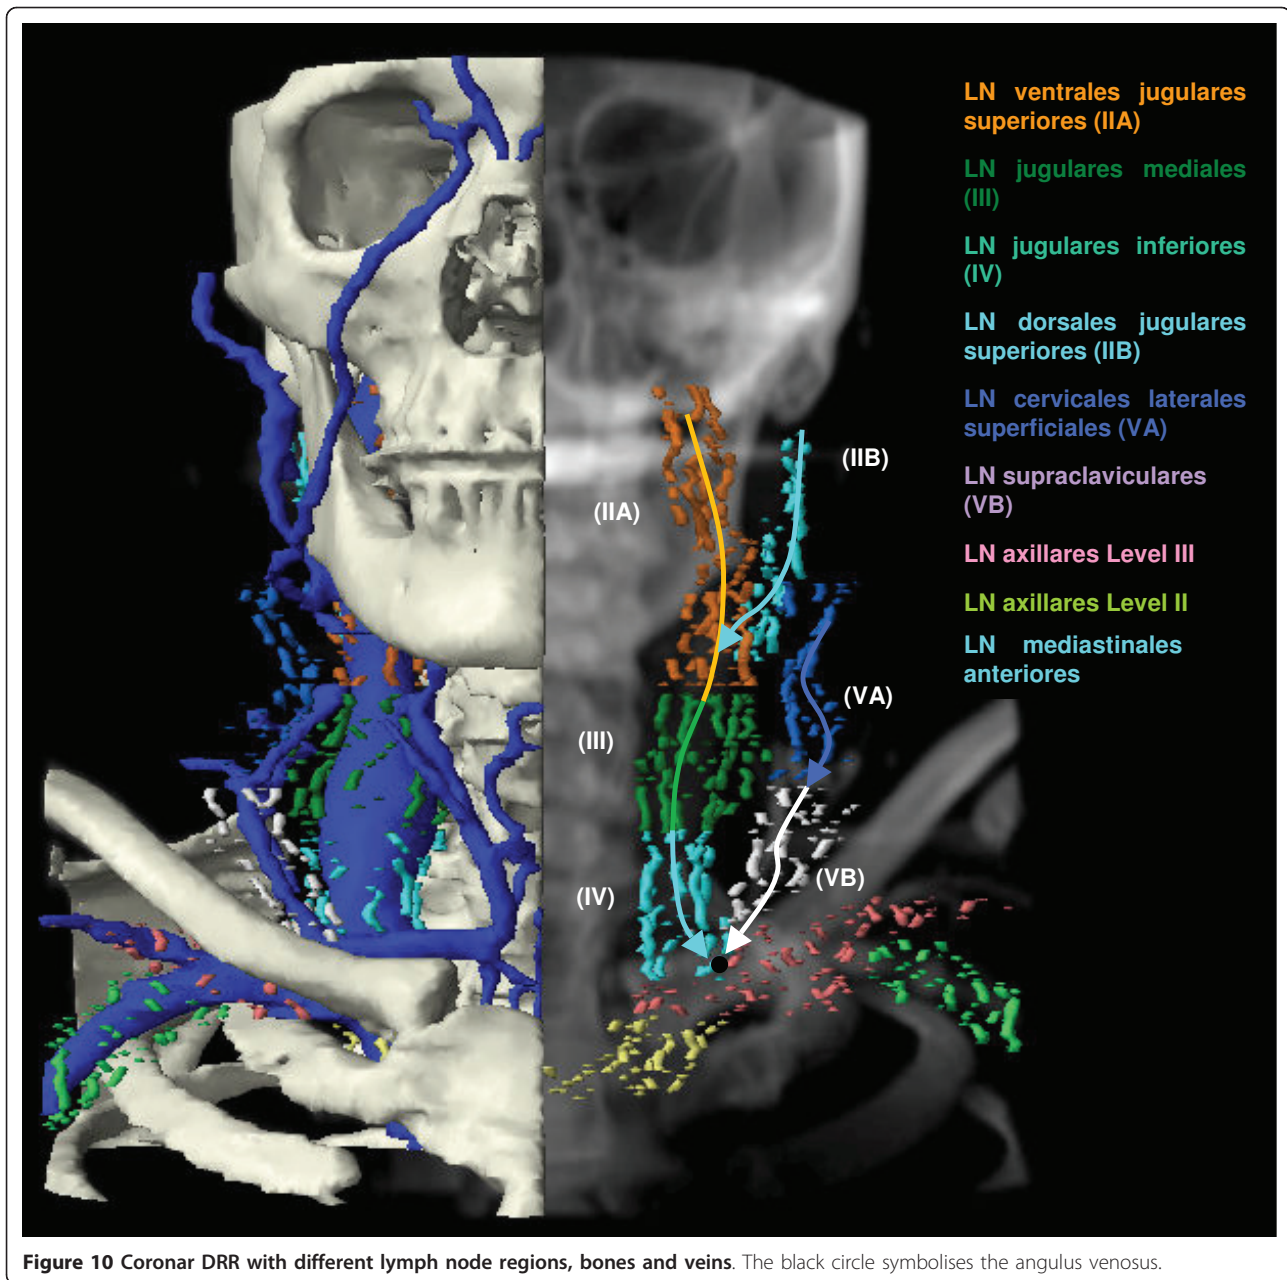 LN ventrales jugulares
superiores (IIA)
LN jugulares mediales
(III)
LN jugulares inferiores
(IV)
LN dorsales jugulares
superiores (IIB)
LN cervicales laterales
superficiales (VA)
LN supraclaviculares
(VB)
LN axillares Level III
LN axillares Level II
LN mediastinales
anteriores
(IIB)
(IIA)
(VA)
(III)
(VB)
(IV)
Figure 10 Coronar DRR with different lymph node regions, bones and veins. The black circle symbolises the angulus venosus.